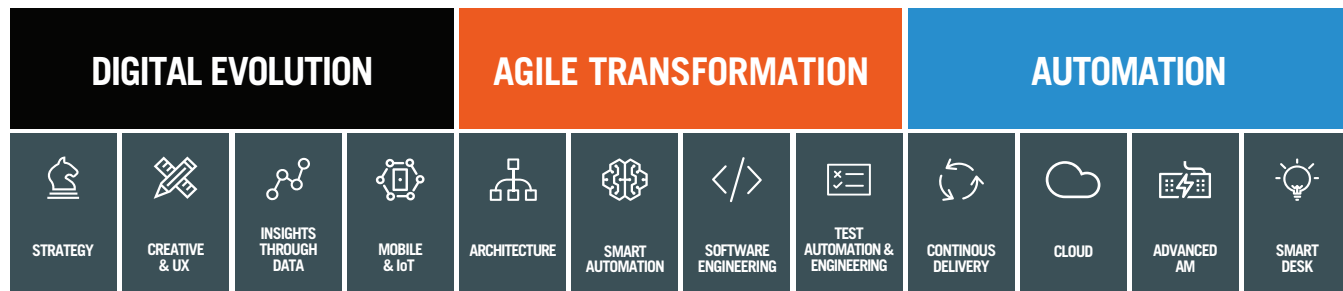 DIGITAL EVOLUTION
AGILE TRANSFORMATION
AUTOMATION
STRATEGY
CREATIVE
& UX
INSIGHTS
THROUGH
DATA
MOBILE
& IoT
ARCHITECTURE
SMART
AUTOMATION
SOFTWARE
ENGINEERING
TEST
AUTOMATION &
ENGINEERING
CONTINOUS
DELIVERY
CLOUD
ADVANCED
AM
SMART
DESK